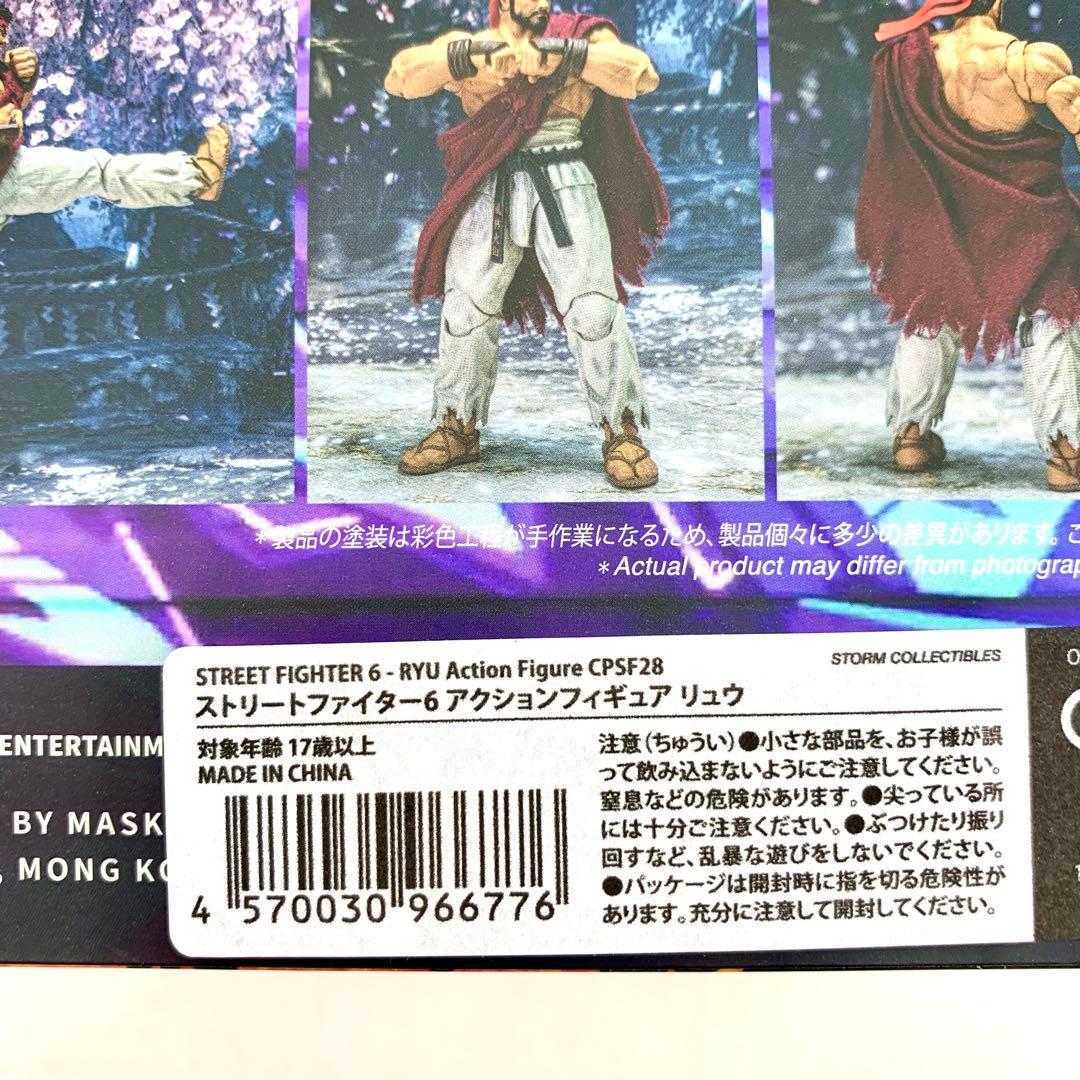 *製品の塗装は彩色工程が手作業になるため、製品個々に多少の差異があります。
*Actual product may differ from
STREET FIGHTER 6 - RYU Action Figure CPSF28
STORM COLLECTIBLES
ストリートファイター6 アクションフィギュア リュウ
対象年齢 17歳以上
MADE IN CHINA
4 570030 966776
注意(ちゅうい)●小さな部品を、お子様が誤
って飲み込まないようにご注意してください。
窒息などの危険があります。●尖っている所
には十分ご注意ください。●ぶつけたり振り
回すなど、乱暴な遊びをしないでください。
●パッケージは開封時に指を切る危険性が
あります。充分に注意して開封してください。
BY MASK
, MONG